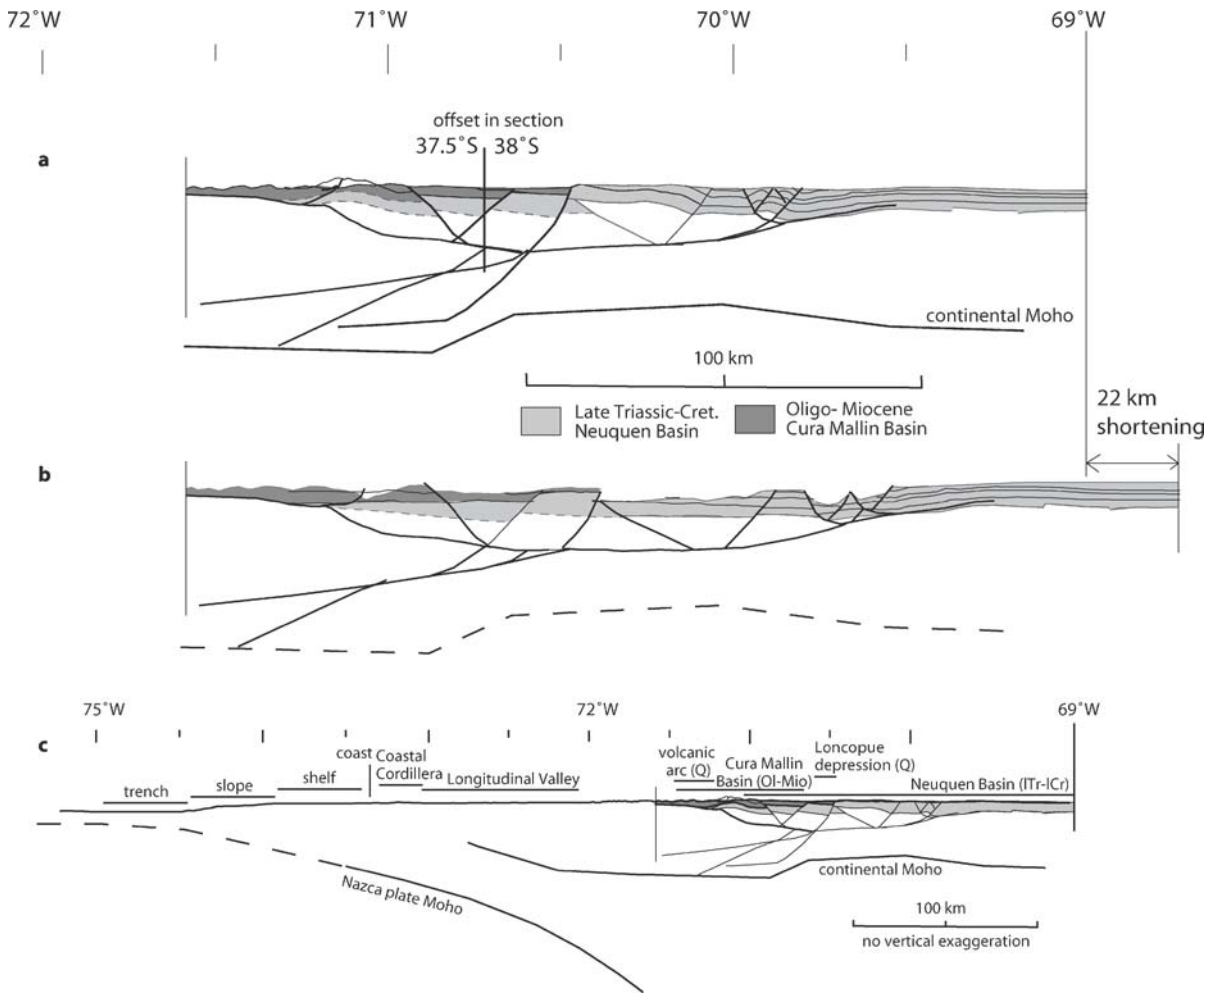 72˚W 71˚W 70˚W 69˚W
offset in section
37.5˚S 38˚S
a
continental Moho
100 km
Late Triassic-Cret.
Neuquen Basin
Oligo- Miocene
Cura Mallin Basin
22 km
shortening
b
75˚W 72˚W 69˚W
c
trench
slope
shelf
coast
Coastal
Cordillera
Longitudinal Valley
volcanic
arc (Q)
Cura Mallin
Basin (Ol-Mio)
Loncopue
depression (Q)
Neuquen Basin (lTr-lCr)
Nazca plate Moho
continental Moho
100 km
no vertical exaggeration